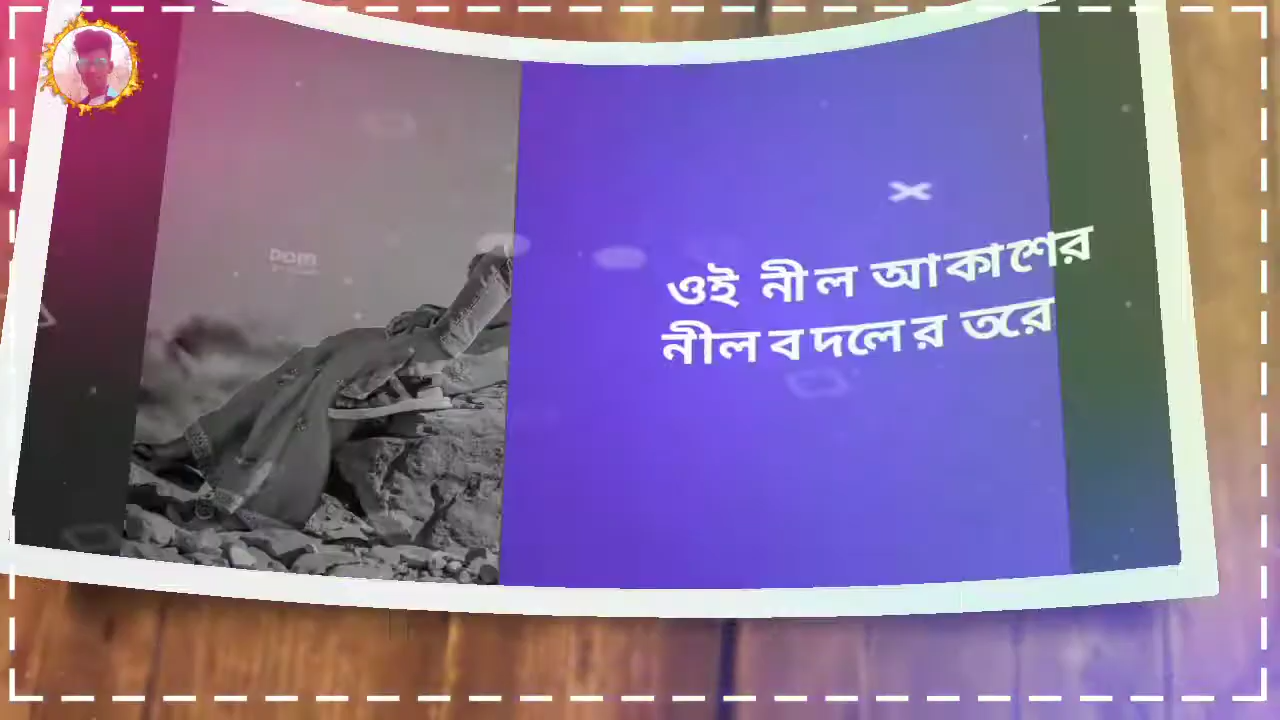 ওই নীল আকাশের
নীল বদলের তরে